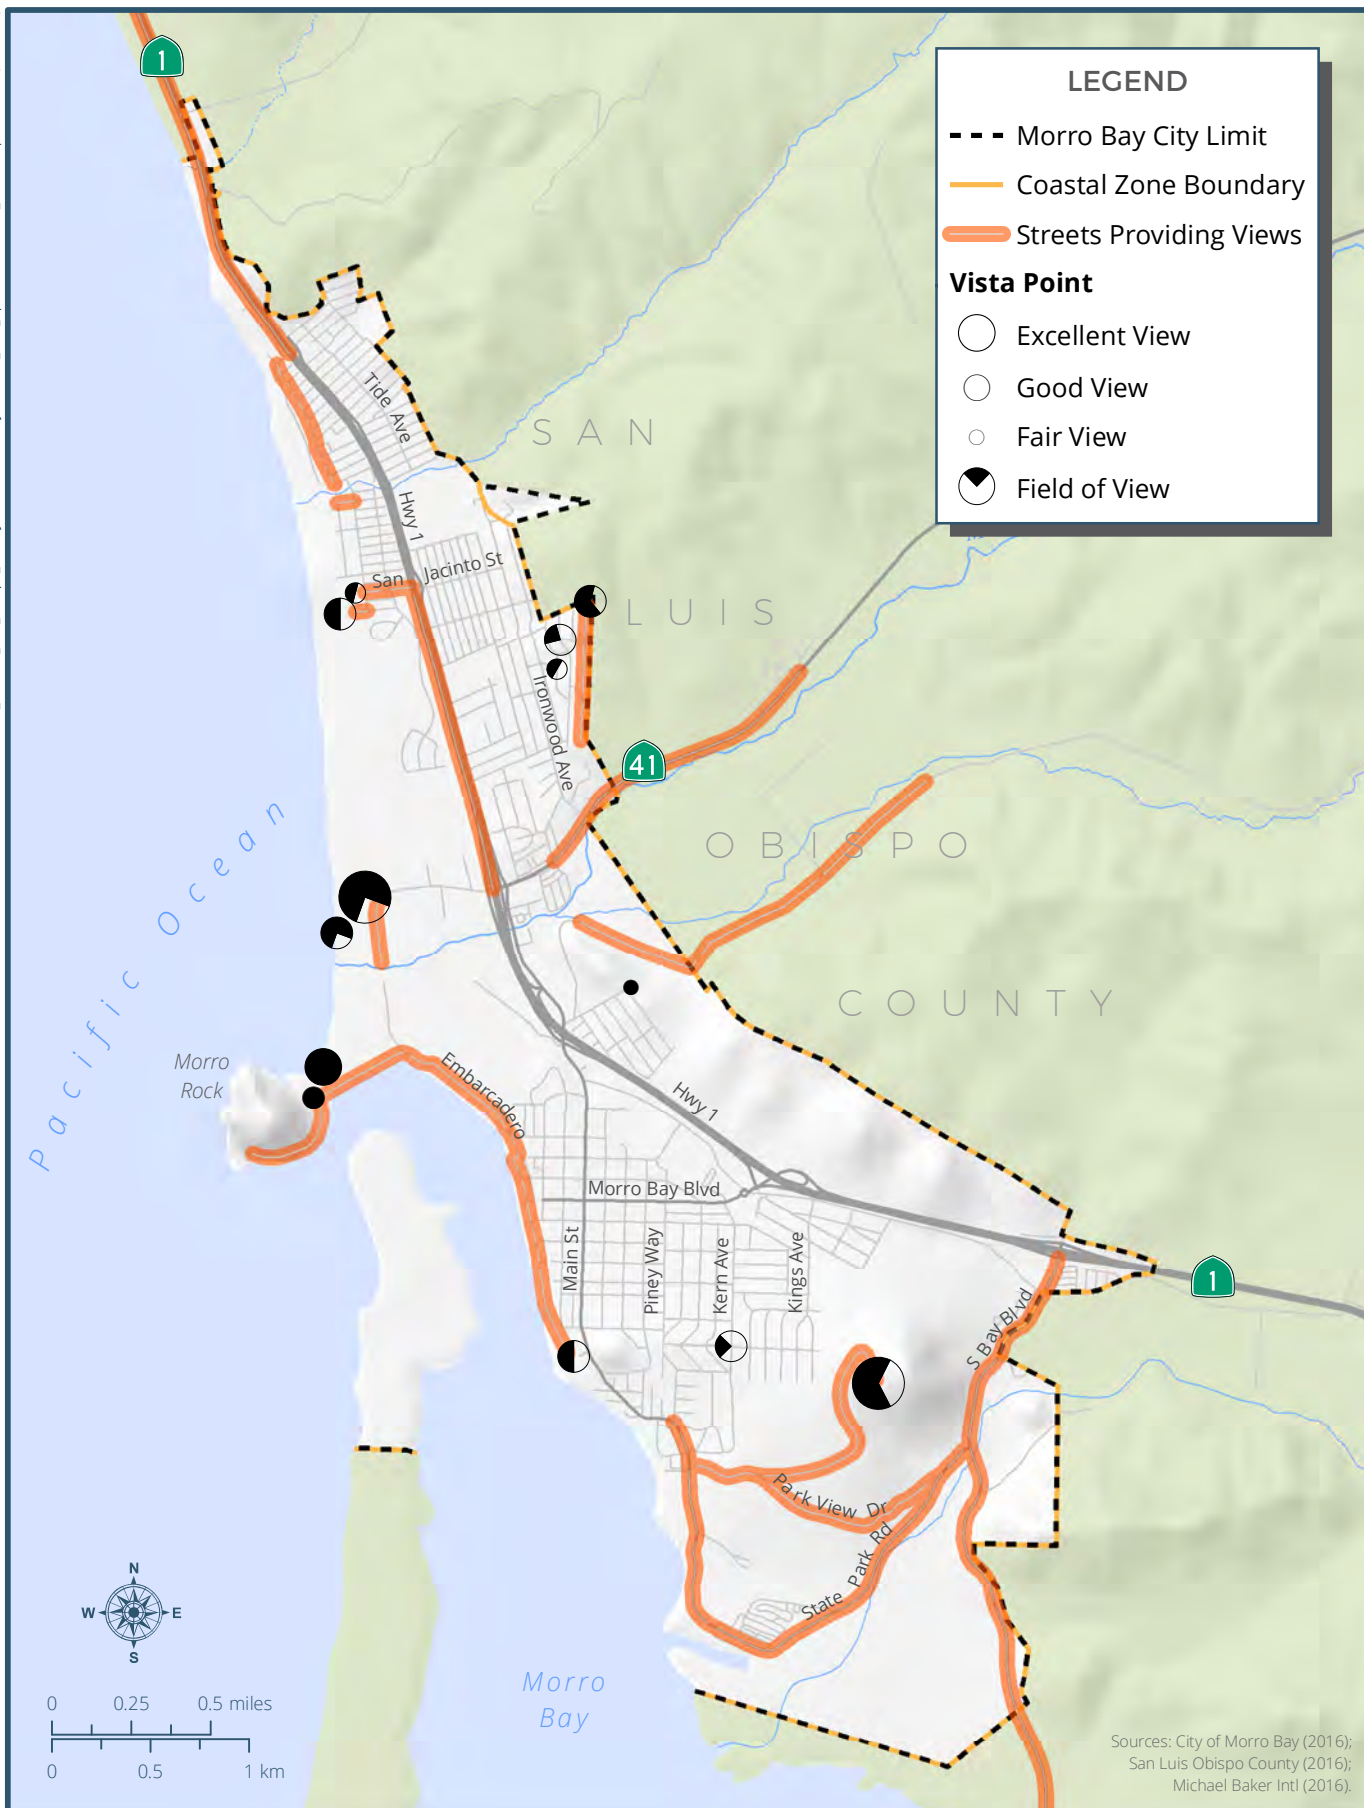 1
LEGEND
Morro Bay City Limit
Coastal Zone Boundary
Streets Providing Views
Vista Point
Excellent View
Good View
Fair View
Field of View
Tide Ave
SAN
Hwy 1
San Jacinto St
LUIS
Ironwood Ave
41
OBISPO
Pacific Ocean
COUNTY
Morro
Rock
Embarcadero
Hwy 1
Morro Bay Blvd
Main St
Piney Way
Kern Ave
Kings Ave
1
S Bay Blvd
Park View Dr
State Park Rd
N
W E
S
Morro
Bay
0 0.25 0.5 miles
0 0.5 1 km
Sources: City of Morro Bay (2016);
San Luis Obispo County (2016);
Michael Baker Intl (2016).